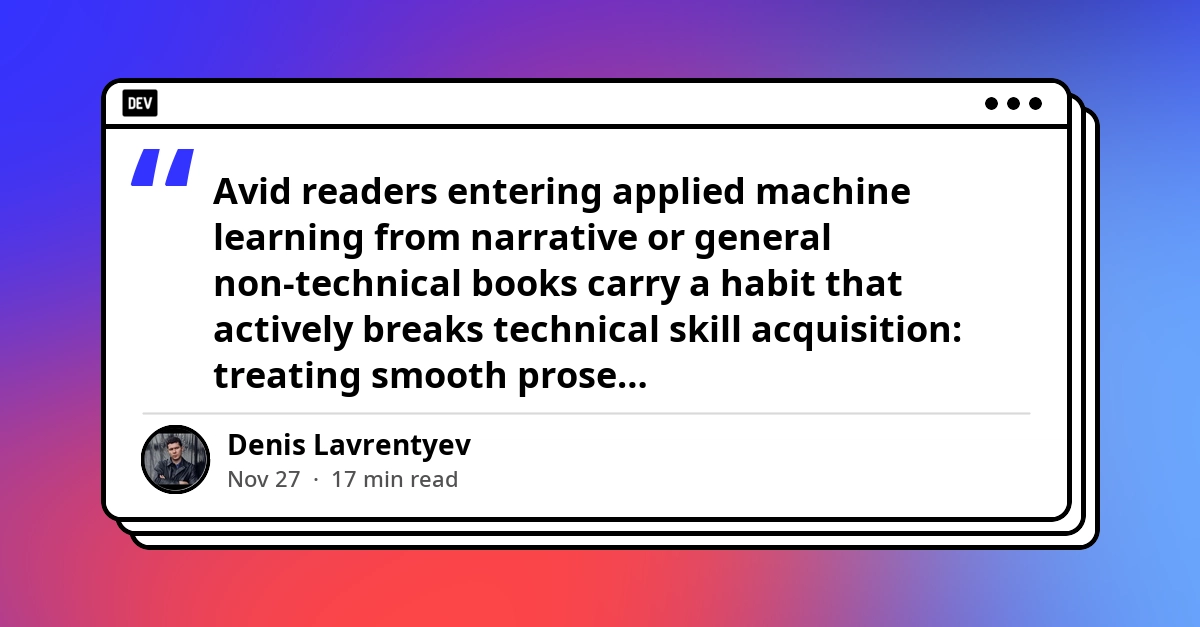 DEV
“
Avid readers entering applied machine
learning from narrative or general
non-technical books carry a habit that
actively breaks technical skill acquisition:
treating smooth prose...
Denis Lavrentyev
Nov 27 · 17 min read